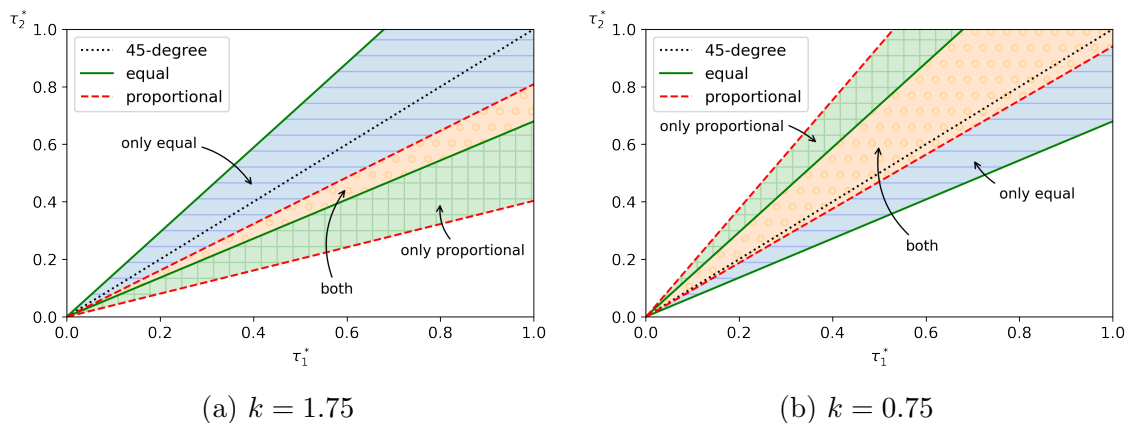 τ₂*
1.0
0.8
0.6
0.4
0.2
0.0
45-degree
equal
proportional
only equal
only proportional
both
0.0 0.2 0.4 0.6 0.8 1.0
τ₁*
(a) k = 1.75
τ₂*
1.0
0.8
0.6
0.4
0.2
0.0
45-degree
equal
proportional
only proportional
only equal
both
0.0 0.2 0.4 0.6 0.8 1.0
τ₁*
(b) k = 0.75